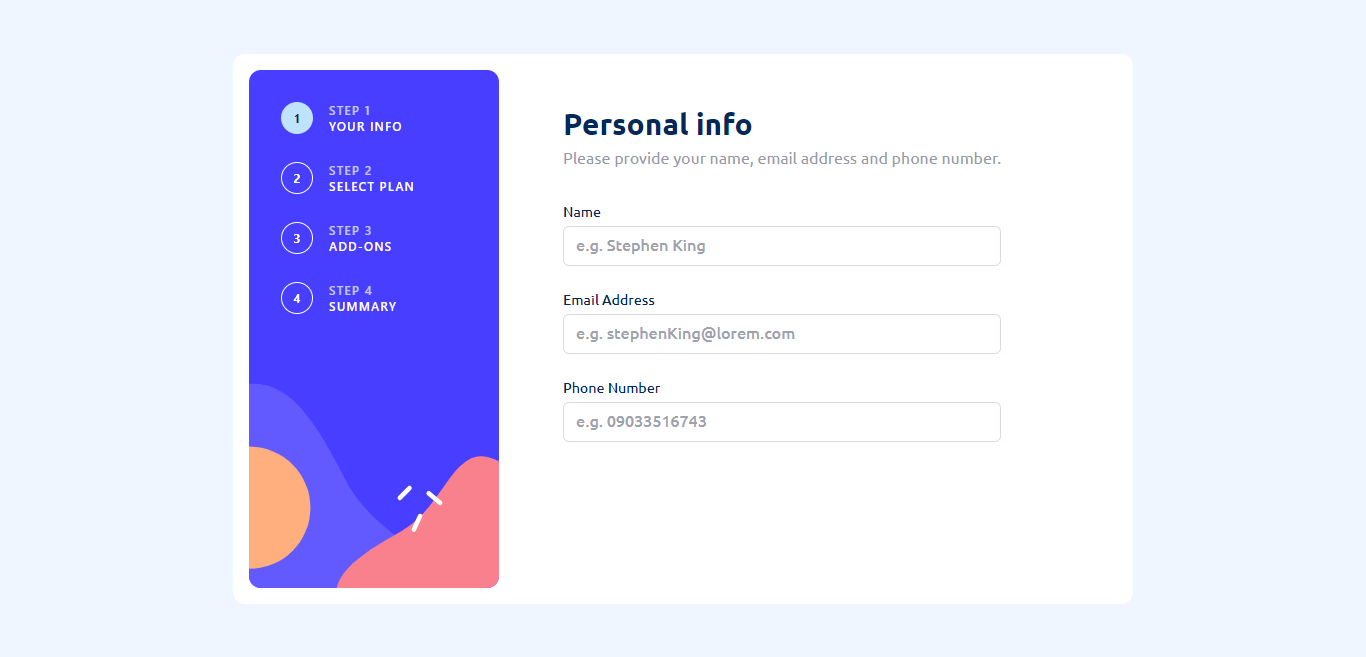 1
STEP 1
YOUR INFO
2
STEP 2
SELECT PLAN
3
STEP 3
ADD-ONS
4
STEP 4
SUMMARY
Personal info
Please provide your name, email address and phone number.
Name
e.g. Stephen King
Email Address
e.g. stephenKing@lorem.com
Phone Number
e.g. 09033516743